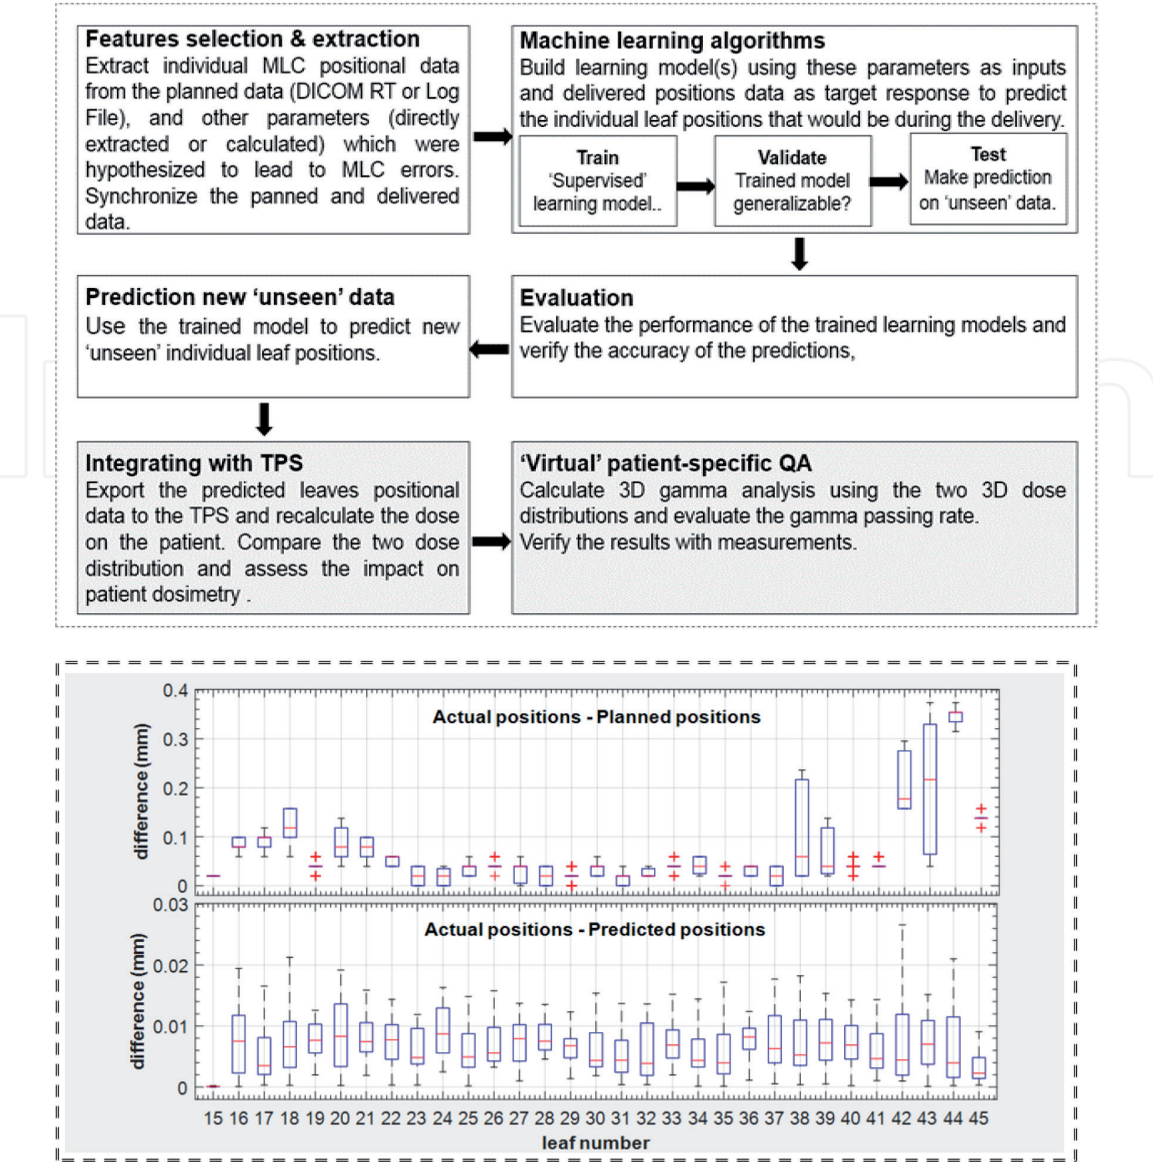 Features selection & extraction
Extract individual MLC positional data
from the planned data (DICOM RT or Log
File), and other parameters (directly
extracted or calculated) which were
hypothesized to lead to MLC errors.
Synchronize the panned and delivered
data.
Machine learning algorithms
Build learning model(s) using these parameters as inputs
and delivered positions data as target response to predict
the individual leaf positions that would be during the delivery.
Train
'Supervised'
learning model..
Validate
Trained model
generalizable?
Test
Make prediction
on 'unseen' data.
Prediction new 'unseen' data
Use the trained model to predict new
'unseen' individual leaf positions.
Evaluation
Evaluate the performance of the trained learning models and
verify the accuracy of the predictions,
Integrating with TPS
Export the predicted leaves positional
data to the TPS and recalculate the dose
on the patient. Compare the two dose
distribution and assess the impact on
patient dosimetry .
'Virtual' patient-specific QA
Calculate 3D gamma analysis using the two 3D dose
distributions and evaluate the gamma passing rate.
Verify the results with measurements.
Actual positions - Planned positions
difference (mm)
0.4
0.3
0.2
0.1
0
Actual positions - Predicted positions
difference (mm)
0.03
0.02
0.01
0
15 16 17 18 19 20 21 22 23 24 25 26 27 28 29 30 31 32 33 34 35 36 37 38 39 40 41 42 43 44 45
leaf number